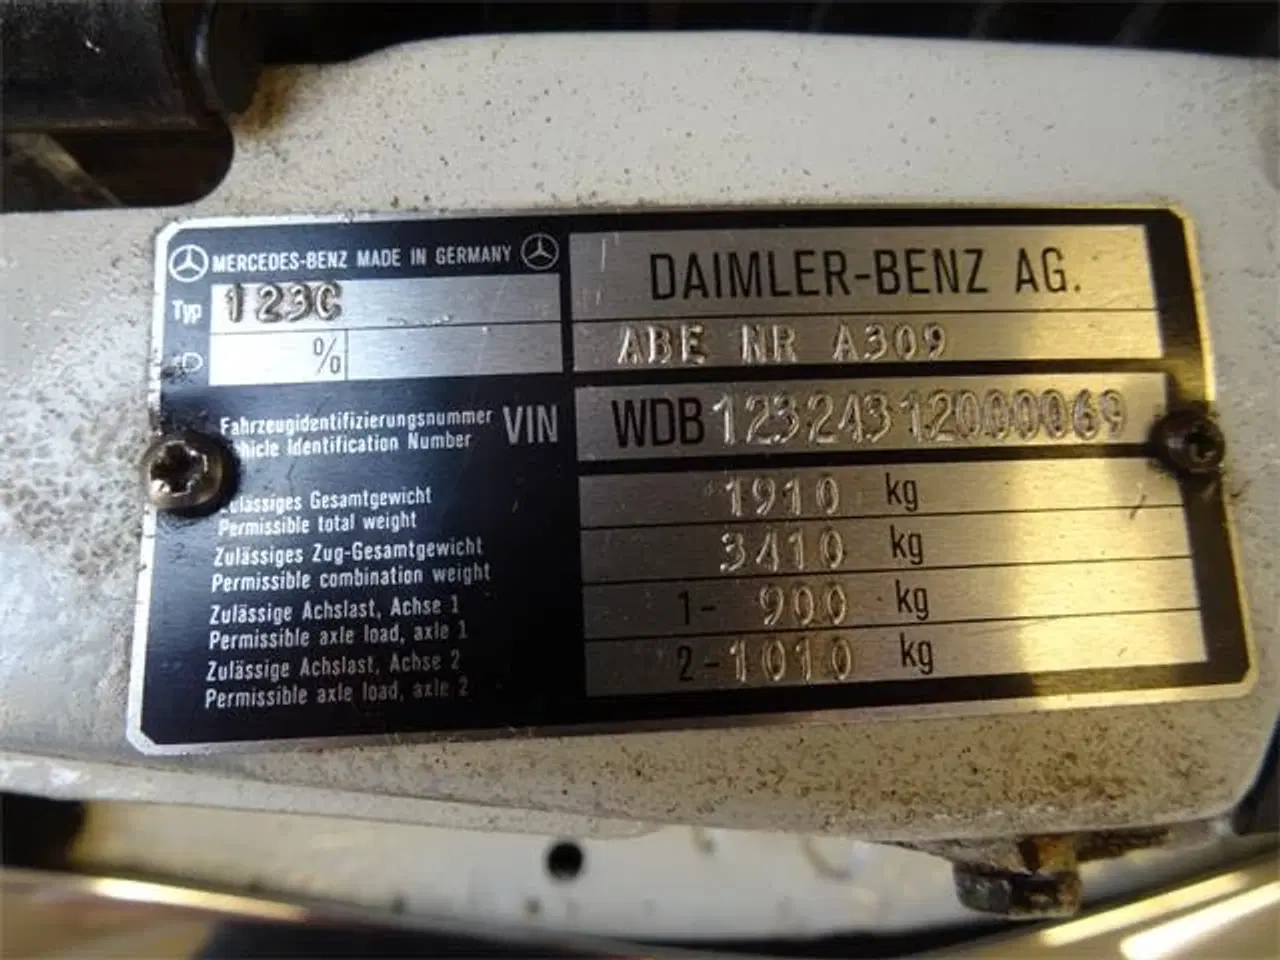 MERCEDES-BENZ MADE IN GERMANY
Typ 123C
%
DAIMLER-BENZ AG.
ABE NR A309
Fahrzeugidentifizierungsnummer
Vehicle Identification Number
VIN WDB 12324312000069
Zulässiges Gesamtgewicht
Permissible total weight
1910 kg
Zulässiges Zug-Gesamtgewicht
Permissible combination weight
3410 kg
Zulässige Achslast, Achse 1
Permissible axle load, axle 1
1- 900 kg
Zulässige Achslast, Achse 2
Permissible axle load, axle 2
2- 1010 kg